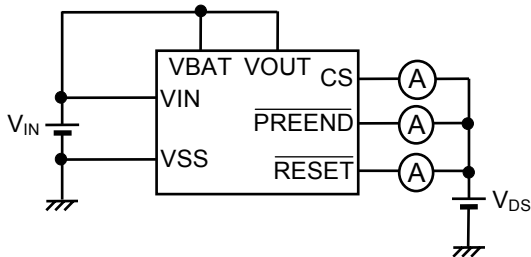 VBAT VOUT
CS
A
VIN
V_IN
PREEND
A
VSS
RESET
A
V_DS